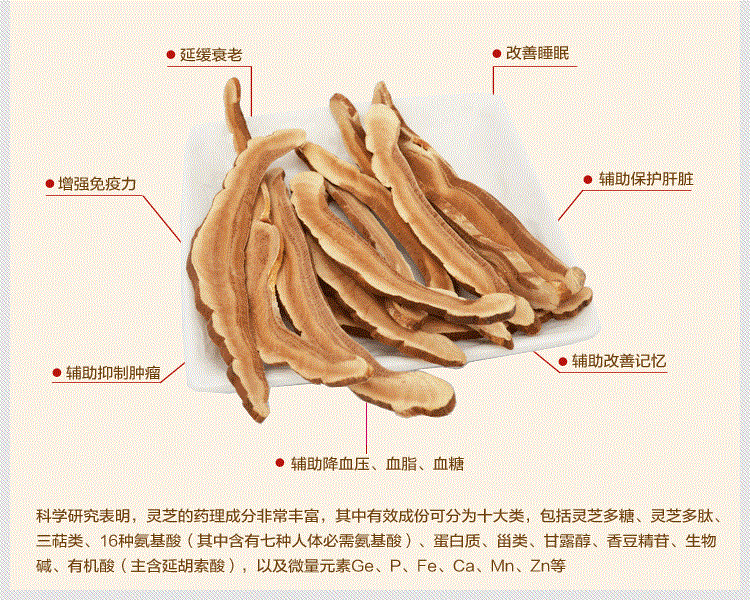 延缓衰老
改善睡眠
增强免疫力
辅助保护肝脏
辅助抑制肿瘤
辅助改善记忆
辅助降血压、血脂、血糖
科学研究表明，灵芝的药理成分非常丰富，其中有效成份可分为十大类，包括灵芝多糖、灵芝多肽、
三萜类、16种氨基酸（其中含有七种人体必需氨基酸）、蛋白质、甾类、甘露醇、香豆精苷、生物
碱、有机酸（主含延胡索酸），以及微量元素Ge、P、Fe、Ca、Mn、Zn等